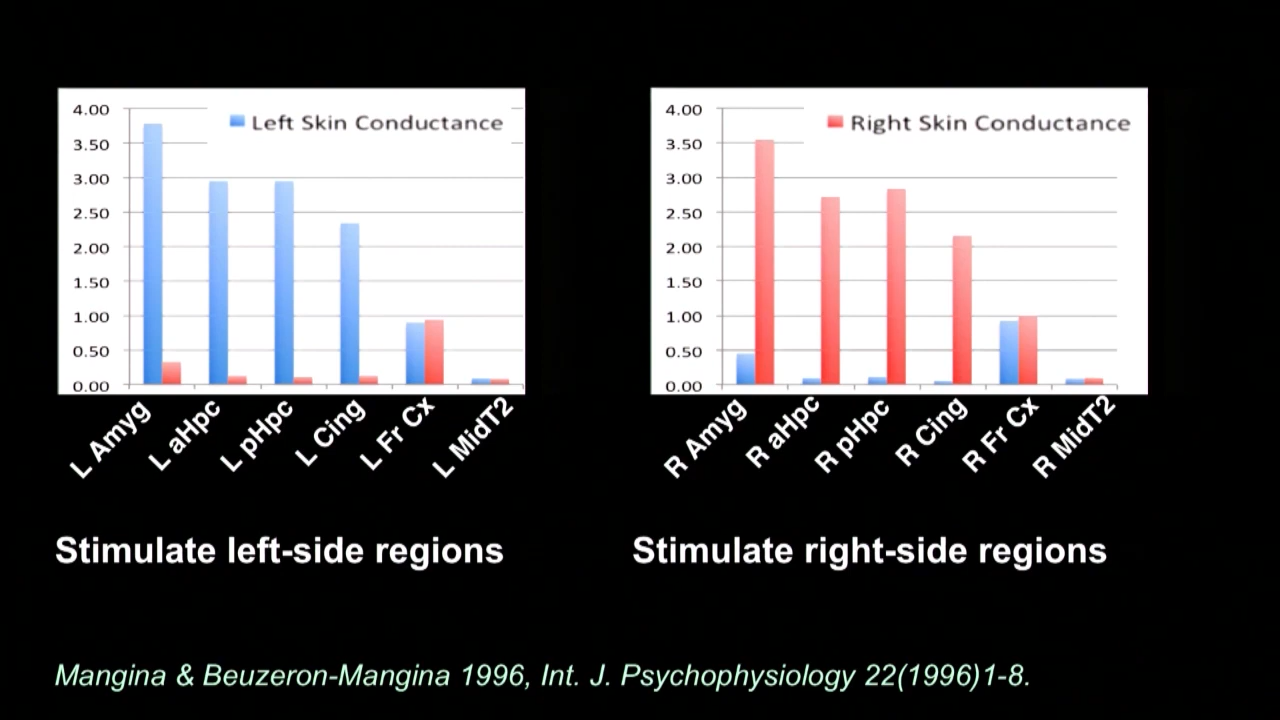 4.00
3.50
3.00
2.50
2.00
1.50
1.00
0.50
0.00
Left Skin Conductance
L Amyg
L aHpc
L pHpc
L Cing
L Fr Cx
L MidT2
Stimulate left-side regions
4.00
3.50
3.00
2.50
2.00
1.50
1.00
0.50
0.00
Right Skin Conductance
R Amyg
R aHpc
R pHpc
R Cing
R Fr Cx
R MidT2
Stimulate right-side regions
Mangina & Beuzeron-Mangina 1996, Int. J. Psychophysiology 22(1996)1-8.